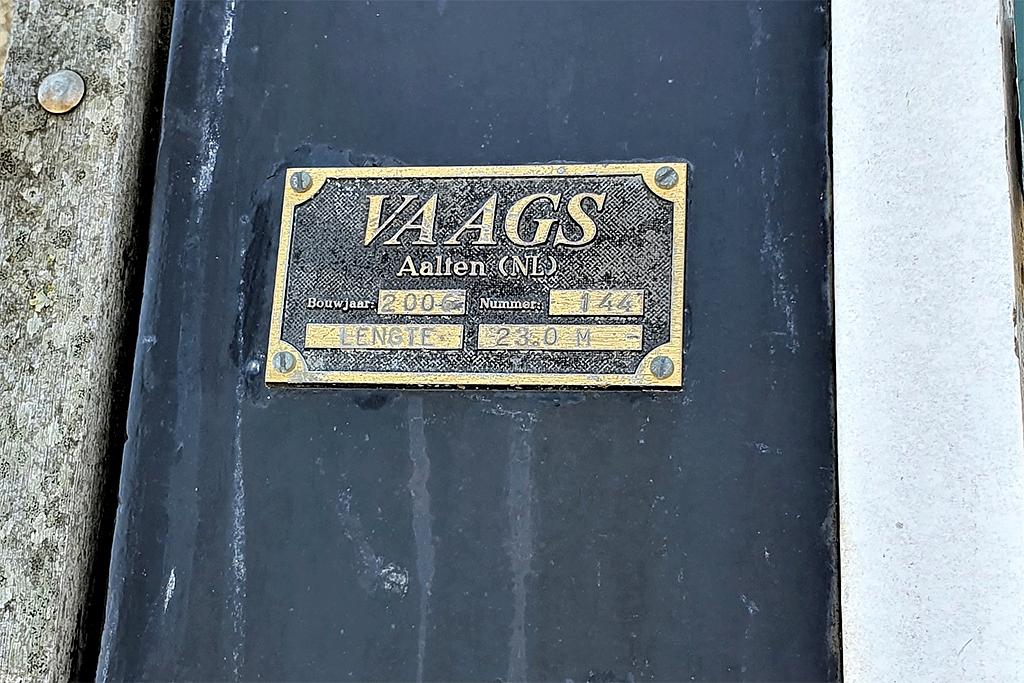 VAAGS
Aalten (NL)
Bouwjaar: 2006 Nummer: 144
LENGTE 23.0 M -